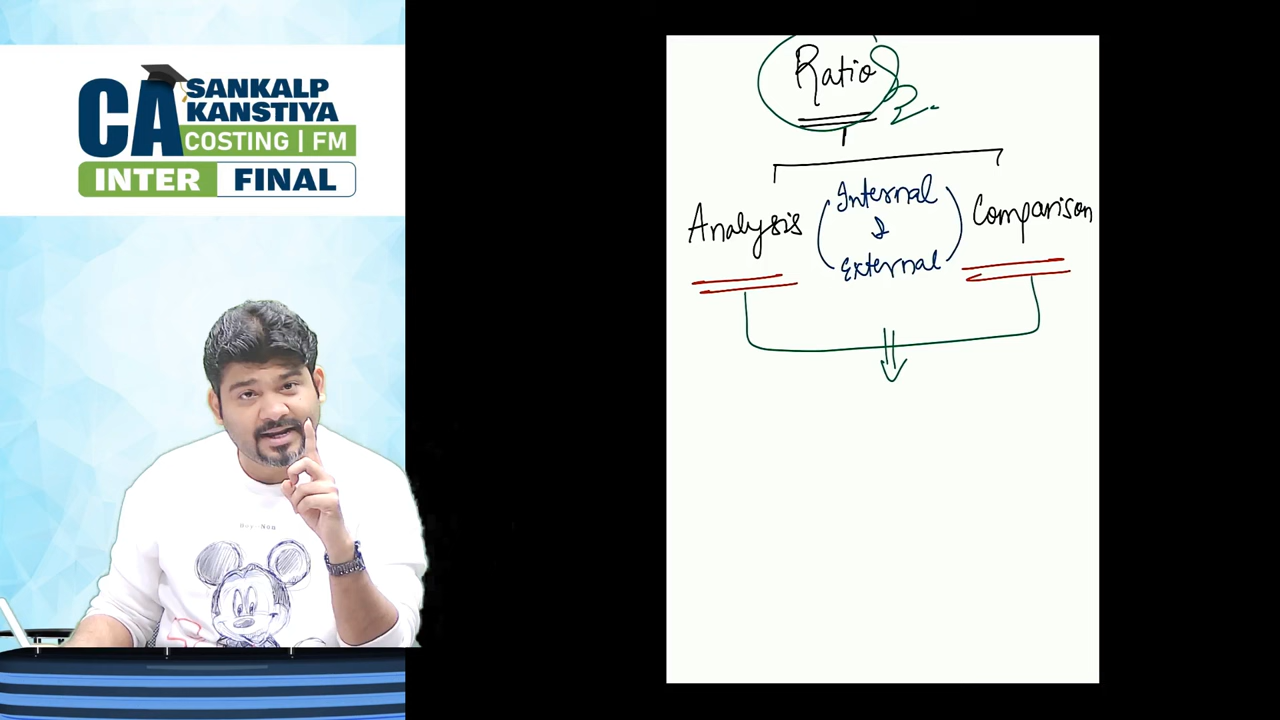 CA SANKALP
KANSTIYA
COSTING | FM
INTER FINAL
Ratio
Analysis
Internal
&
External
Comparison